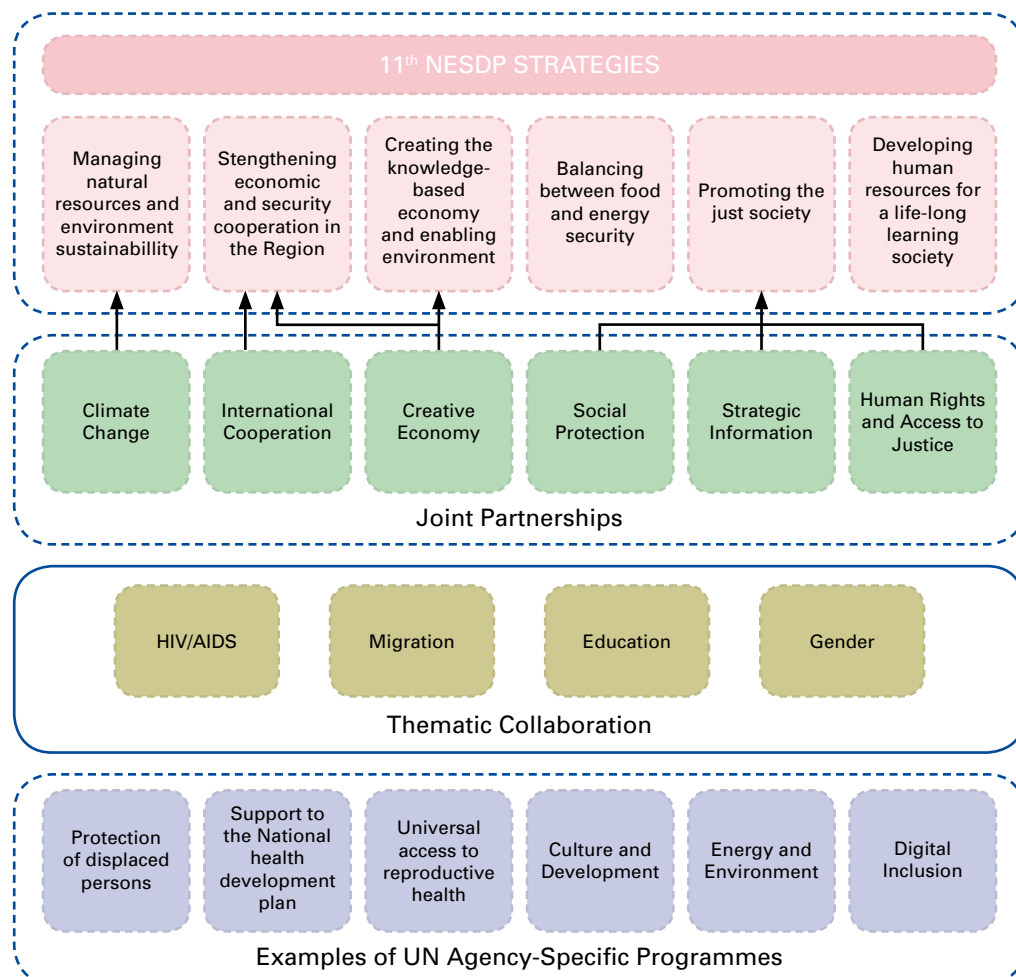 11th NESDP STRATEGIES
Managing
natural
resources and
environment
sustainabillity
Stengthening
economic
and security
cooperation in
the Region
Creating the
knowledge-
based
economy
and enabling
environment
Balancing
between food
and energy
security
Promoting the
just society
Developing
human
resources for
a life-long
learning
society
Climate
Change
International
Cooperation
Creative
Economy
Social
Protection
Strategic
Information
Human Rights
and Access to
Justice
Joint Partnerships
HIV/AIDS
Migration
Education
Gender
Thematic Collaboration
Protection
of displaced
persons
Support to
the National
health
development
plan
Universal
access to
reproductive
health
Culture and
Development
Energy and
Environment
Digital
Inclusion
Examples of UN Agency-Specific Programmes